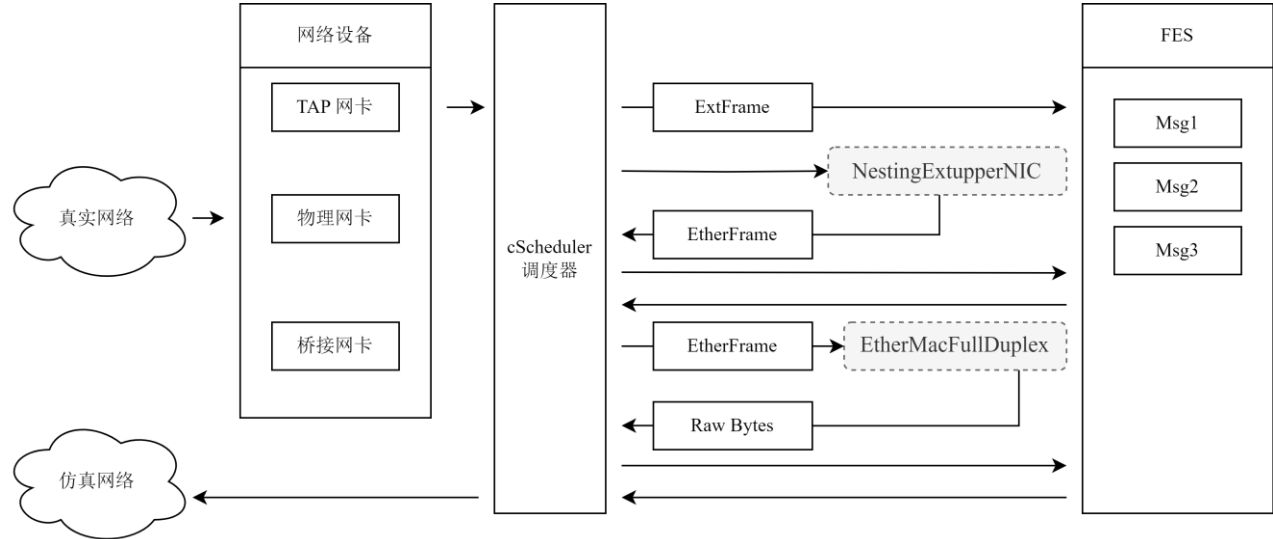 网络设备
FES
TAP 网卡
ExtFrame
Msg1
NestingExtupperNIC
Msg2
真实网络
物理网卡
EtherFrame
Msg3
cScheduler
调度器
桥接网卡
EtherFrame
EtherMacFullDuplex
Raw Bytes
仿真网络